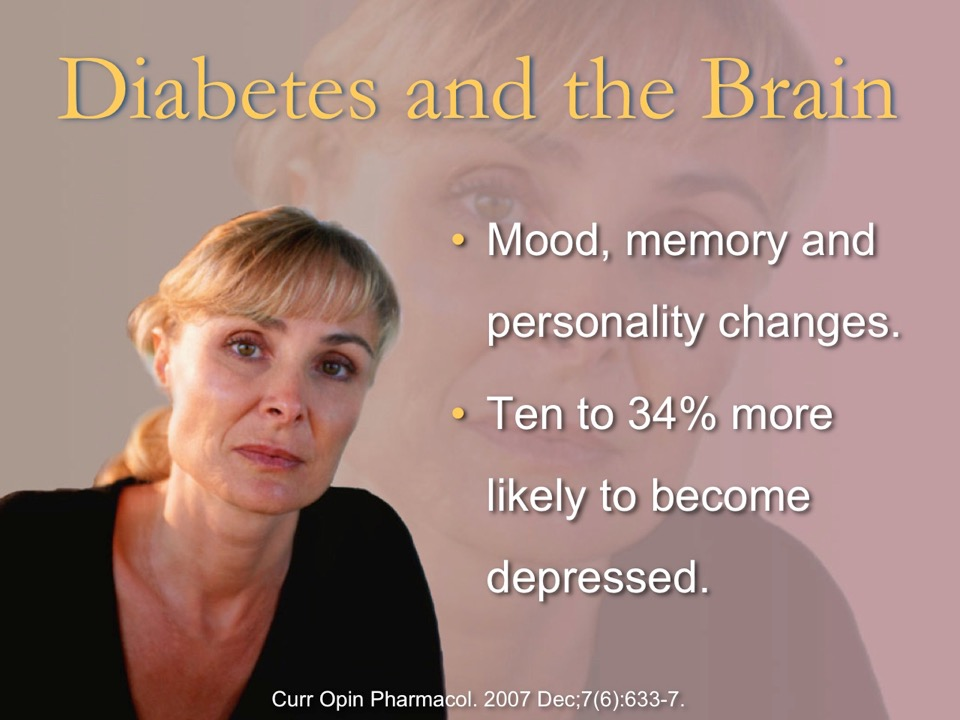 Diabetes and the Brain
• Mood, memory and
personality changes.
• Ten to 34% more
likely to become
depressed.
Curr Opin Pharmacol. 2007 Dec;7(6):633-7.